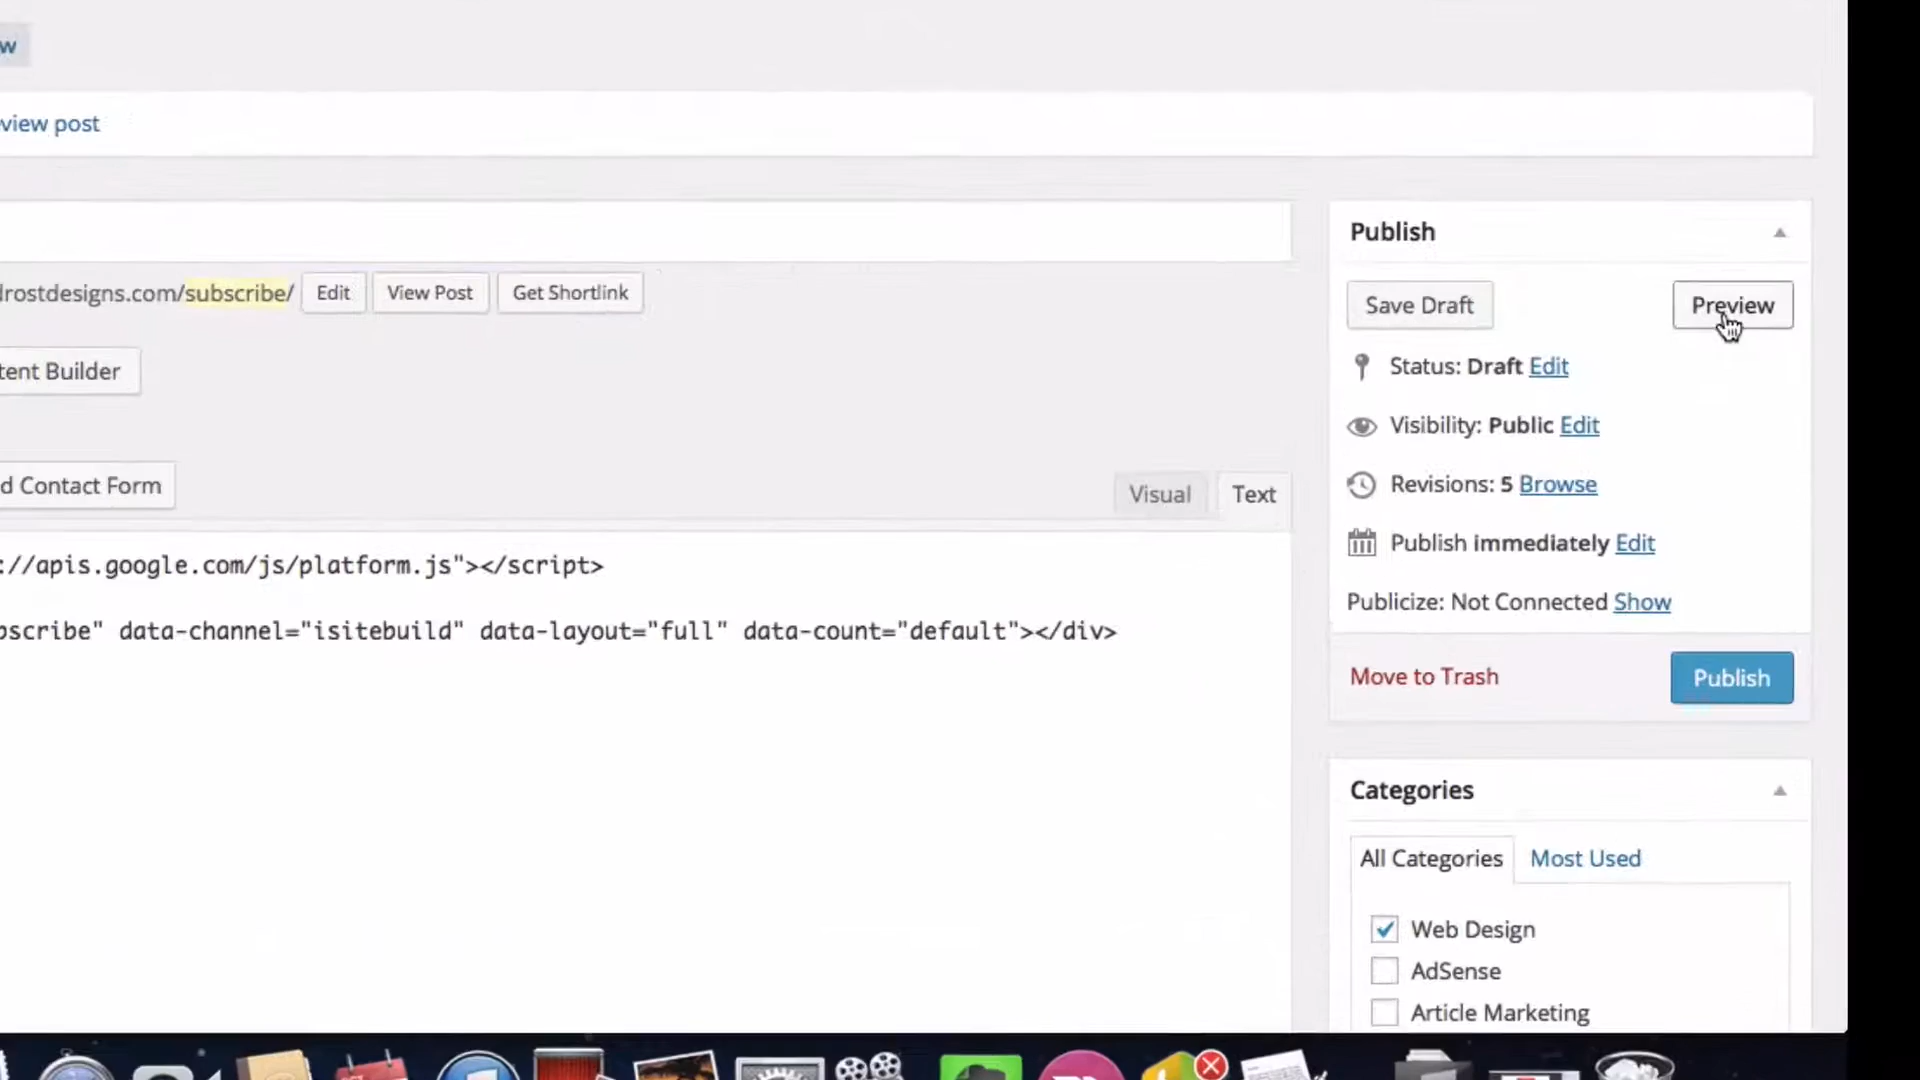 w
view post
drostdesigns.com/subscribe/ Edit View Post Get Shortlink
tent Builder
d Contact Form
Visual Text
://apis.google.com/js/platform.js"></script>
bscribe" data-channel="isitebuild" data-layout="full" data-count="default"></div>
Publish
Save Draft Preview
Status: Draft Edit
Visibility: Public Edit
Revisions: 5 Browse
Publish immediately Edit
Publicize: Not Connected Show
Move to Trash Publish
Categories
All Categories Most Used
Web Design
AdSense
Article Marketing